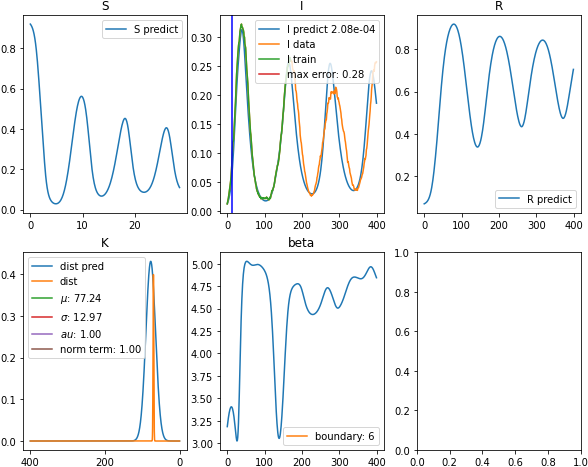 S
I
R
S predict
I predict 2.08e-04
I data
I train
max error: 0.28
R predict
0.8
0.6
0.4
0.2
0.0
0 10 20
0.30
0.25
0.20
0.15
0.10
0.05
0.00
0 100 200 300 400
0.8
0.6
0.4
0.2
0 100 200 300 400
K
beta
dist pred
dist
μ: 77.24
σ: 12.97
au: 1.00
norm term: 1.00
0.4
0.3
0.2
0.1
0.0
400 200 0
5.00
4.75
4.50
4.25
4.00
3.75
3.50
3.25
3.00
boundary: 6
0 100 200 300 400
1.0
0.8
0.6
0.4
0.2
0.0
0.0 0.2 0.4 0.6 0.8 1.0